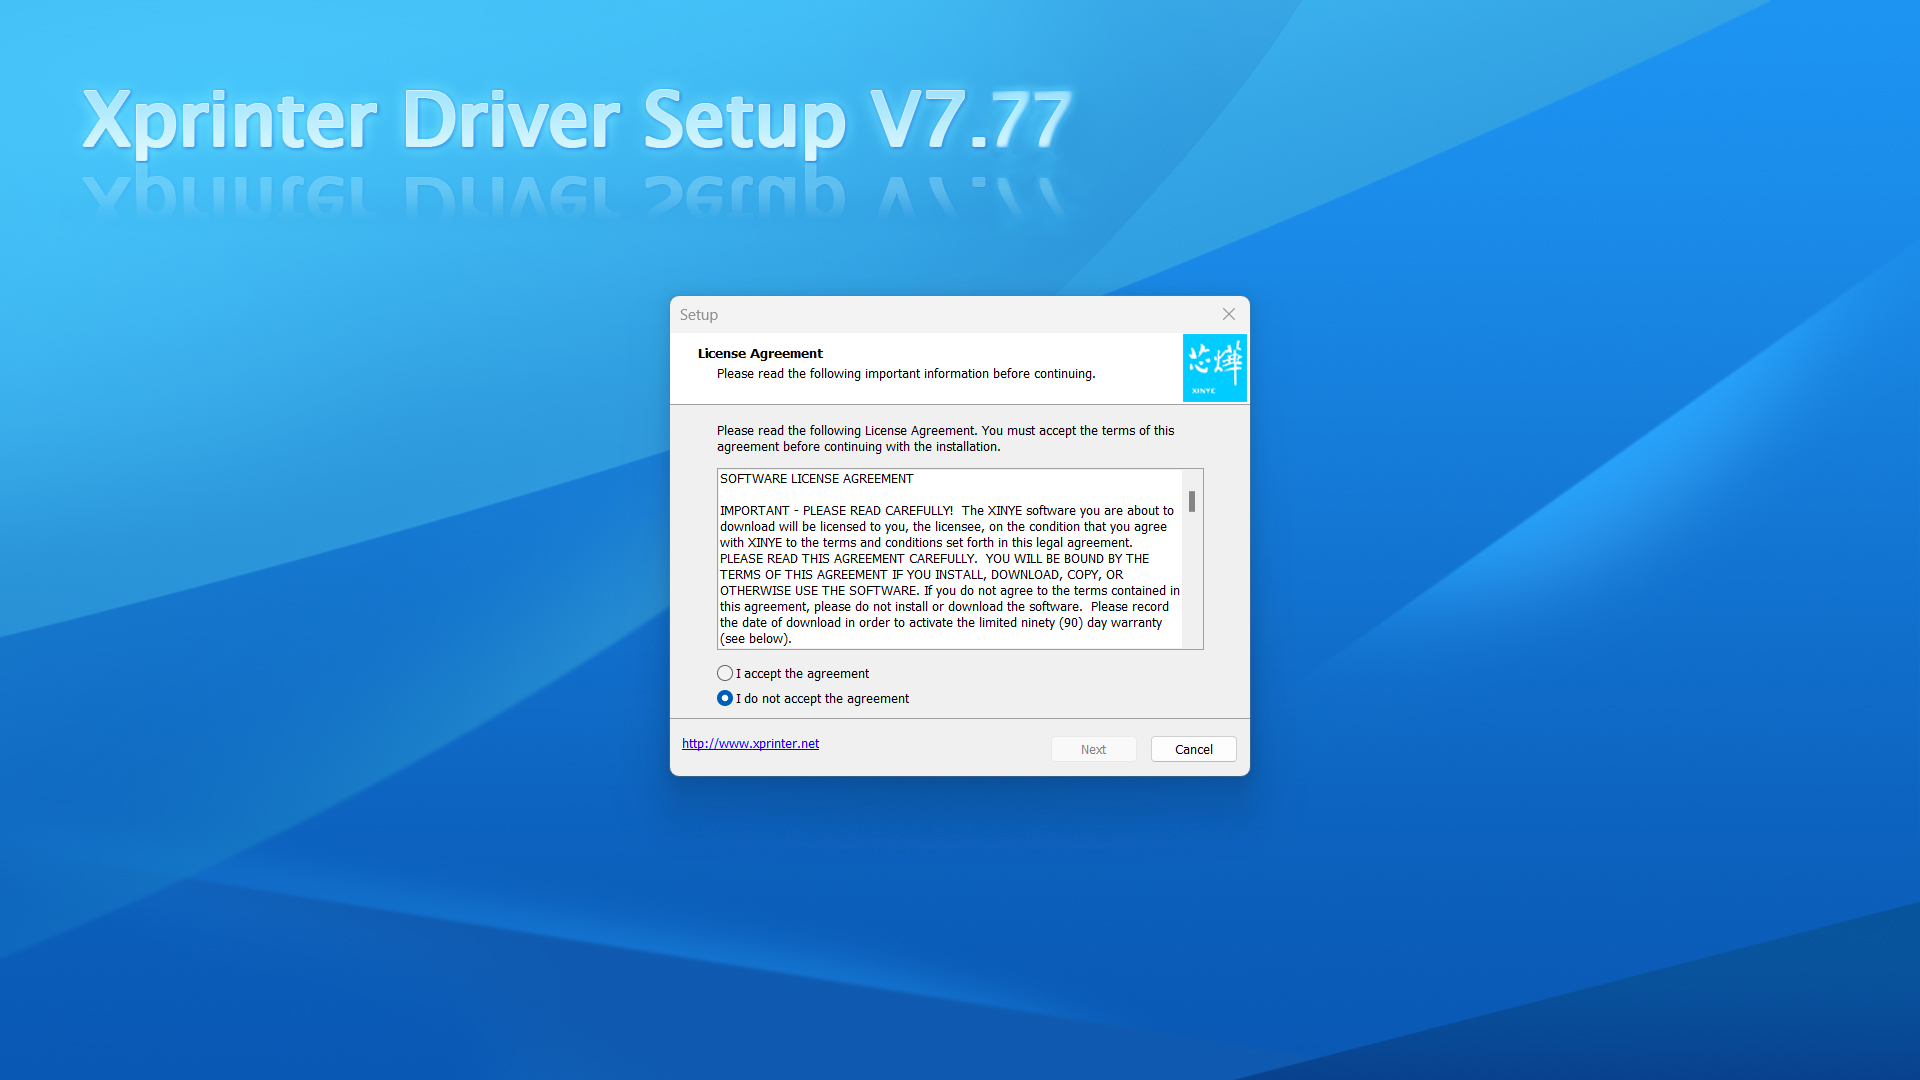 Xprinter Driver Setup V7.77
Setup
License Agreement
Please read the following important information before continuing.
芯烨
XINYE
Please read the following License Agreement. You must accept the terms of this
agreement before continuing with the installation.
SOFTWARE LICENSE AGREEMENT
IMPORTANT - PLEASE READ CAREFULLY!  The XINYE software you are about to
download will be licensed to you, the licensee, on the condition that you agree
with XINYE to the terms and conditions set forth in this legal agreement.
PLEASE READ THIS AGREEMENT CAREFULLY.  YOU WILL BE BOUND BY THE
TERMS OF THIS AGREEMENT IF YOU INSTALL, DOWNLOAD, COPY, OR
OTHERWISE USE THE SOFTWARE. If you do not agree to the terms contained in
this agreement, please do not install or download the software.  Please record
the date of download in order to activate the limited ninety (90) day warranty
(see below).
I accept the agreement
I do not accept the agreement
http://www.xprinter.net
Next
Cancel